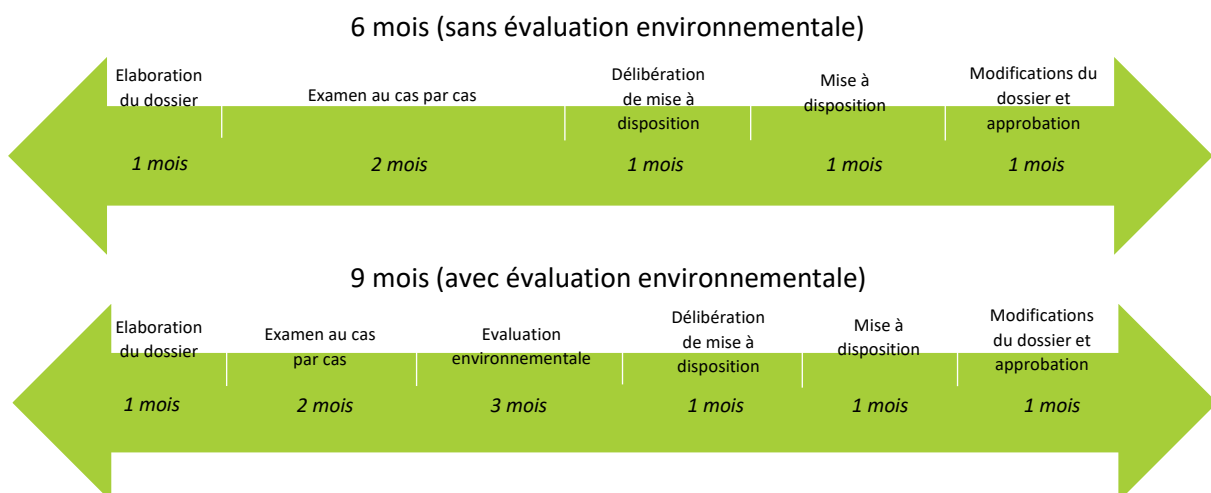 6 mois (sans évaluation environnementale)
Elaboration
du dossier
Examen au cas par cas
Délibération
de mise à
disposition
Mise à
disposition
Modifications du
dossier et
approbation
1 mois
2 mois
1 mois
1 mois
1 mois
9 mois (avec évaluation environnementale)
Elaboration
du dossier
Examen au cas
par cas
Evaluation
environnementale
Délibération
de mise à
disposition
Mise à
disposition
Modifications
du dossier et
approbation
1 mois
2 mois
3 mois
1 mois
1 mois
1 mois